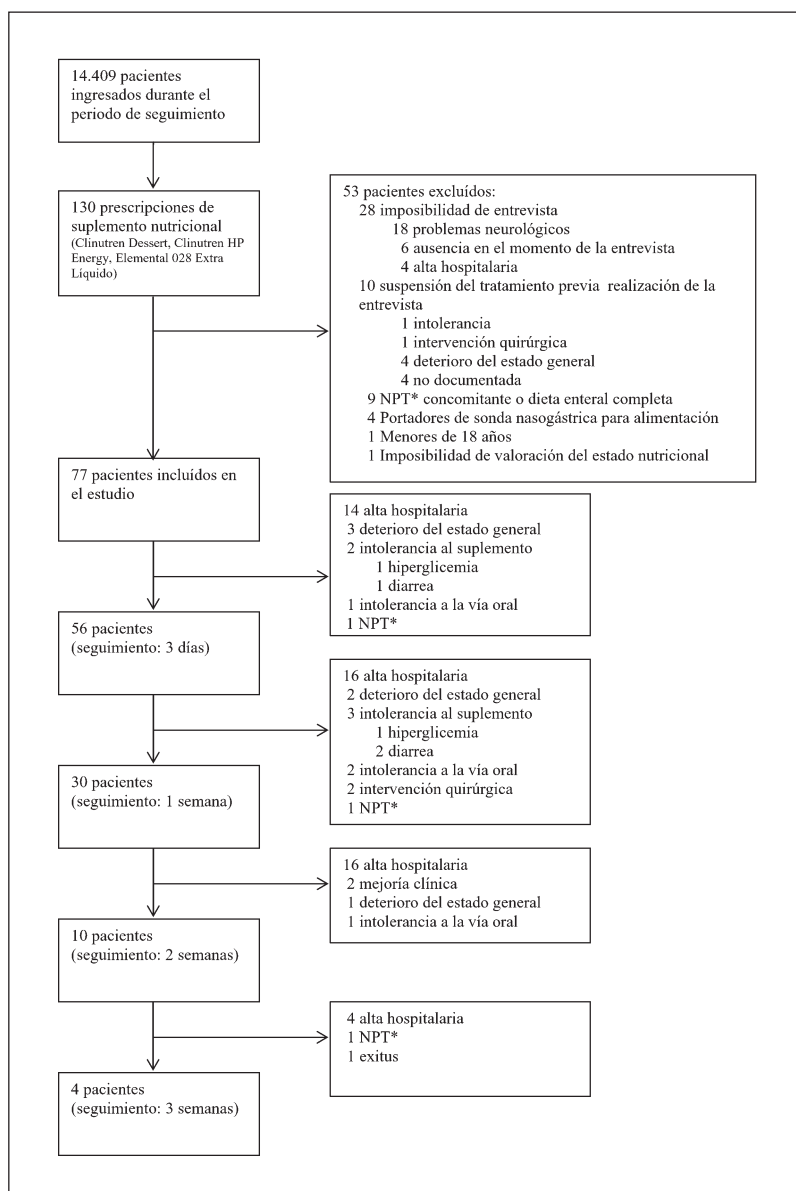 14.409 pacientes
ingresados durante el
periodo de seguimiento
130 prescripciones de
suplemento nutricional
(Clinutren Dessert, Clinutren HP
Energy, Elemental 028 Extra
Líquido)
53 pacientes excluídos:
28 imposibilidad de entrevista
18 problemas neurológicos
6 ausencia en el momento de la entrevista
4 alta hospitalaria
10 suspensión del tratamiento previa realización de la
entrevista
1 intolerancia
1 intervención quirúrgica
4 deterioro del estado general
4 no documentada
9 NPT* concomitante o dieta enteral completa
4 Portadores de sonda nasogástrica para alimentación
1 Menores de 18 años
1 Imposibilidad de valoración del estado nutricional
77 pacientes incluídos en
el estudio
14 alta hospitalaria
3 deterioro del estado general
2 intolerancia al suplemento
1 hiperglicemia
1 diarrea
1 intolerancia a la vía oral
1 NPT*
56 pacientes
(seguimiento: 3 días)
16 alta hospitalaria
2 deterioro del estado general
3 intolerancia al suplemento
1 hiperglicemia
2 diarrea
2 intolerancia a la vía oral
2 intervención quirúrgica
1 NPT*
30 pacientes
(seguimiento: 1 semana)
16 alta hospitalaria
2 mejoría clínica
1 deterioro del estado general
1 intolerancia a la vía oral
10 pacientes
(seguimiento: 2 semanas)
4 alta hospitalaria
1 NPT*
1 exitus
4 pacientes
(seguimiento: 3 semanas)